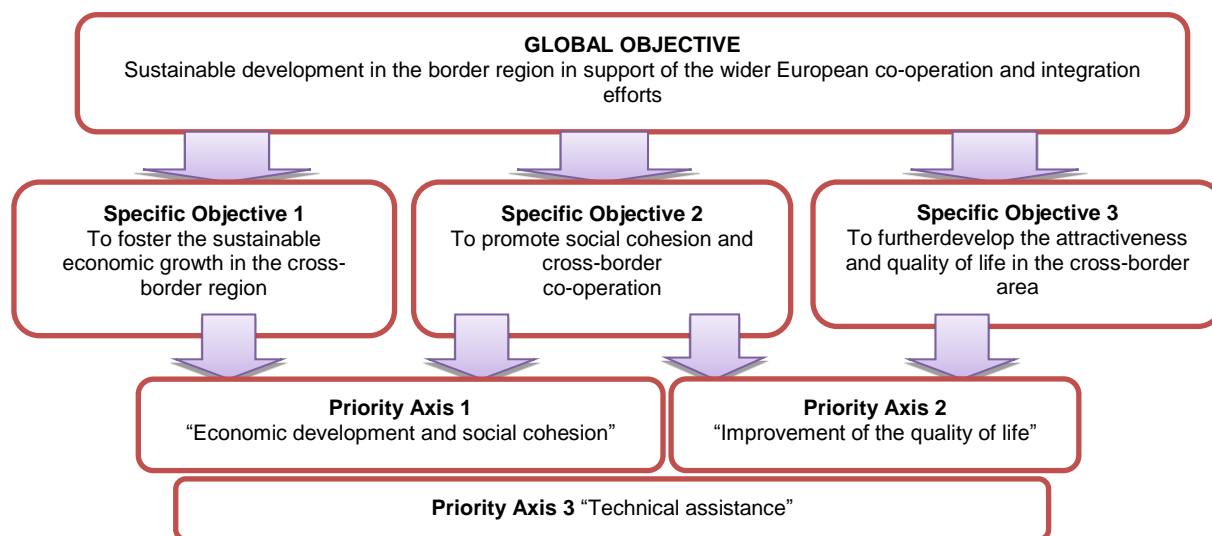 GLOBAL OBJECTIVE
Sustainable development in the border region in support of the wider European co-operation and integration
efforts
Specific Objective 1
To foster the sustainable
economic growth in the cross-
border region
Specific Objective 2
To promote social cohesion and
cross-border
co-operation
Specific Objective 3
To furtherdevelop the attractiveness
and quality of life in the cross-border
area
Priority Axis 1
“Economic development and social cohesion”
Priority Axis 2
“Improvement of the quality of life”
Priority Axis 3 “Technical assistance”